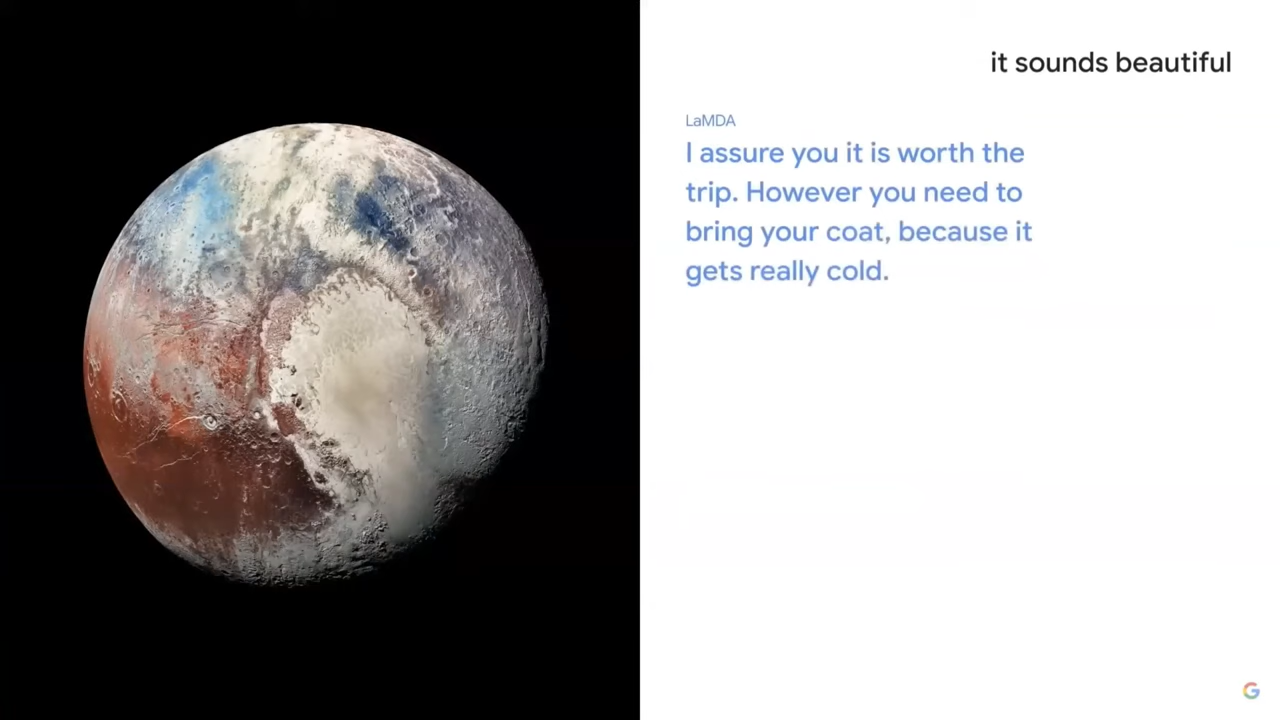 it sounds beautiful
LaMDA
I assure you it is worth the
trip. However you need to
bring your coat, because it
gets really cold.
G